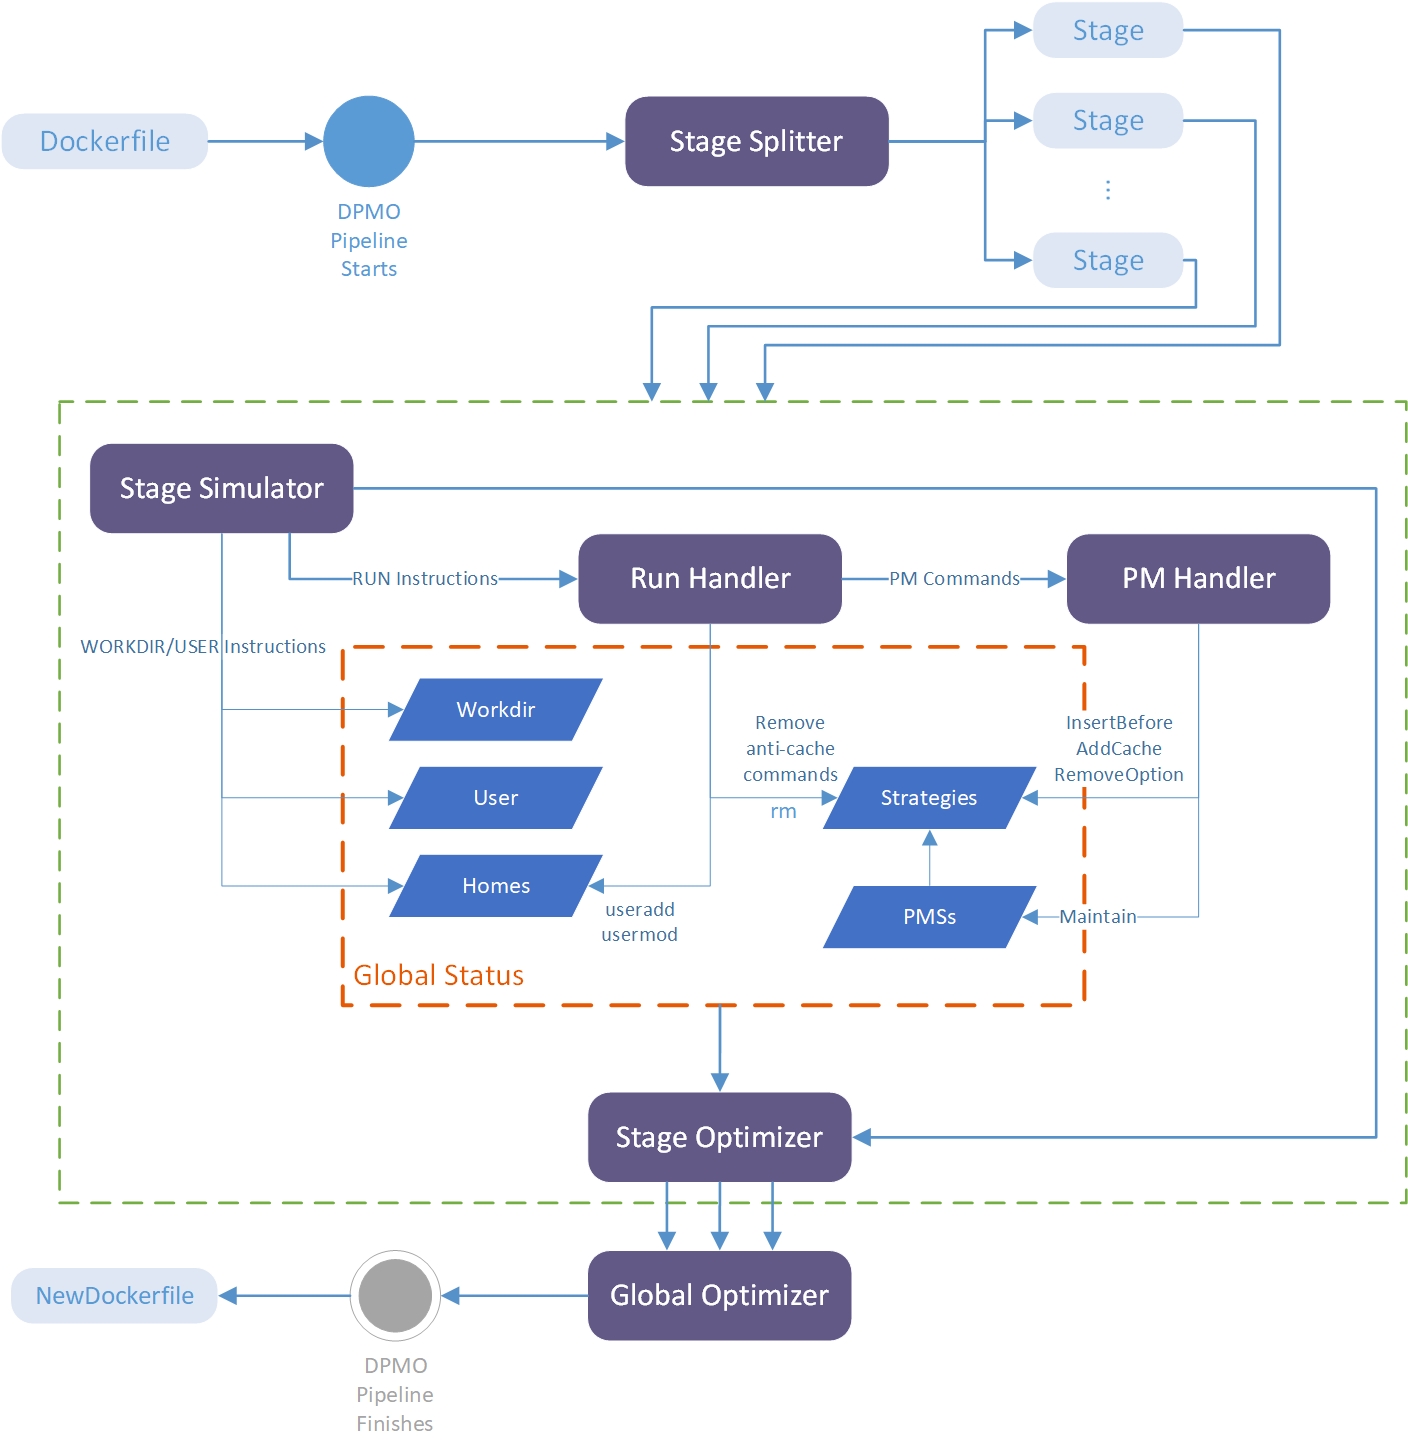 Stage
Dockerfile
Stage Splitter
Stage
⋮
DPMO
Pipeline
Starts
Stage
Stage Simulator
RUN Instructions
Run Handler
PM Commands
PM Handler
WORKDIR/USER Instructions
Workdir
User
Homes
useradd
usermod
Remove
anti-cache
commands
rm
Strategies
InsertBefore
AddCache
RemoveOption
PMSs
Maintain
Global Status
Stage Optimizer
Global Optimizer
NewDockerfile
DPMO
Pipeline
Finishes